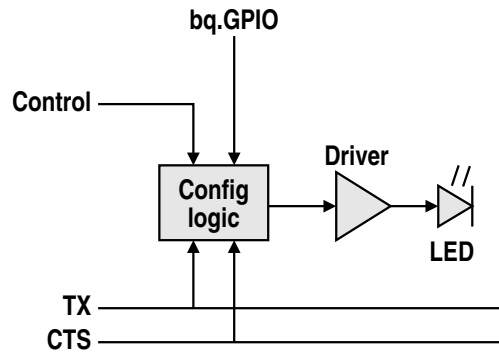 bq.GPIO
Control
Driver
Config
logic
LED
TX
CTS